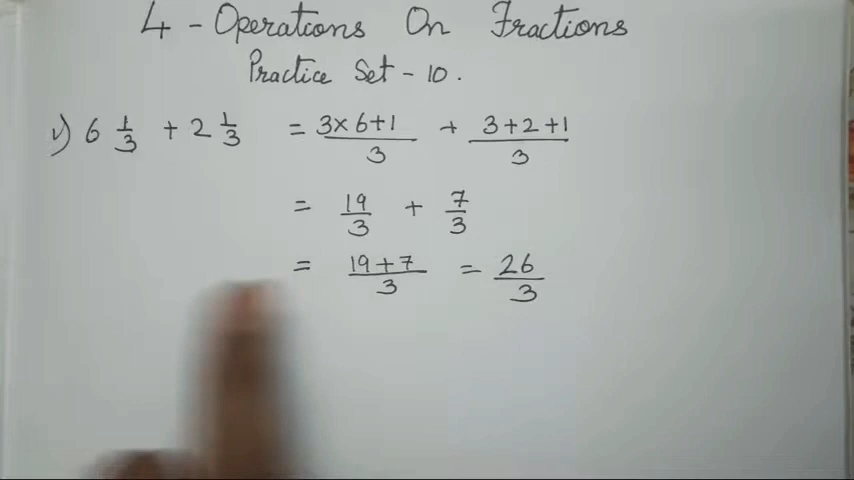 4 - Operations On Fractions
Practice Set - 10.
1) 6 1/3 + 2 1/3 = 3×6+1/3 + 3+2+1/3
= 19/3 + 7/3
= 19+7/3 = 26/3